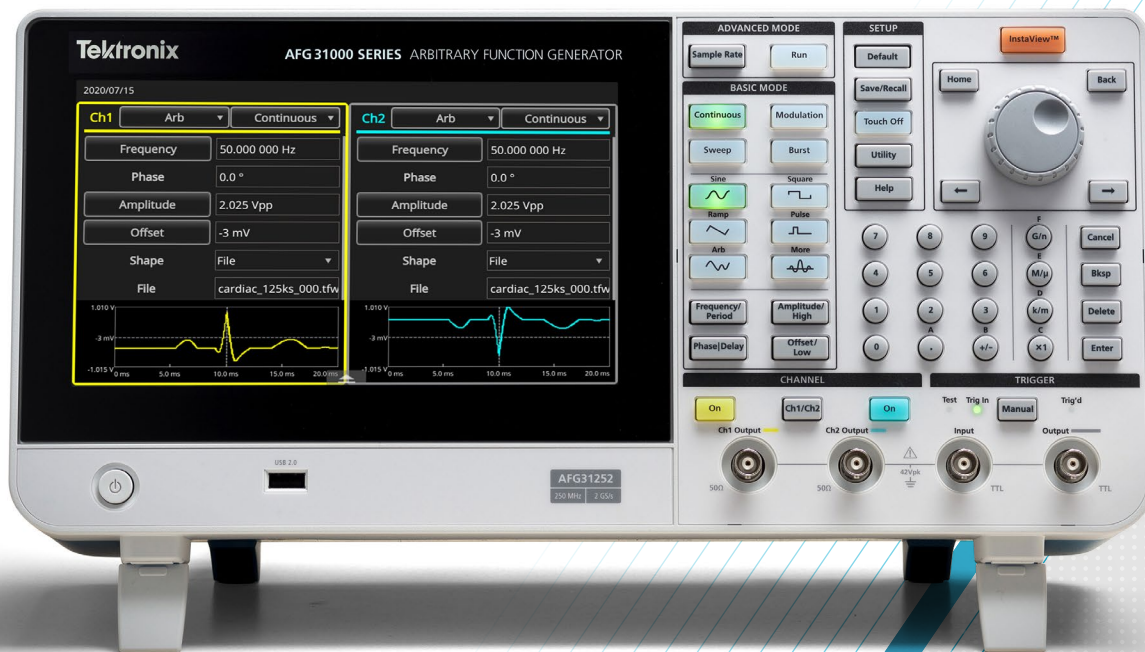 Tektronix
AFG31000 SERIES ARBITRARY FUNCTION GENERATOR
2020/07/15
Ch1 Arb Continuous
Frequency 50.000 000 Hz
Phase 0.0 °
Amplitude 2.025 Vpp
Offset -3 mV
Shape File
File cardiac_125ks_000.tfw
1.010 V
-3 mV
-1.015 V
0 ms 5.0 ms 10.0 ms 15.0 ms 20.0 ms
Ch2 Arb Continuous
Frequency 50.000 000 Hz
Phase 0.0 °
Amplitude 2.025 Vpp
Offset -3 mV
Shape File
File cardiac_125ks_000.tfw
1.010 V
-3 mV
-1.015 V
0 ms 5.0 ms 10.0 ms 15.0 ms 20.0 ms
USB 2.0
AFG31252
250 MHz 2 GS/s
ADVANCED MODE
Sample Rate Run
BASIC MODE
Continuous Modulation
Sweep Burst
Sine Square
Ramp Pulse
Arb More
Frequency/
Period
Amplitude/
High
Phase|Delay
Offset/
Low
SETUP
Default
Save/Recall
Touch Off
Utility
Help
InstaView™
Home Back
F
7 8 9 G/n Cancel
E
4 5 6 M/µ Bksp
D
1 2 3 k/m Delete
A B C
0 . +/- ×1 Enter
CHANNEL
On Ch1/Ch2 On
Ch1 Output Ch2 Output
50Ω 50Ω
42Vpk
TRIGGER
Test Trig In Manual Trig'd
Input Output
TTL TTL